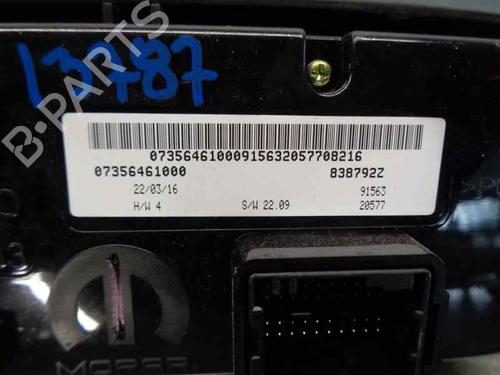 13787
B-PARTS
07356461000915632057708216
07356461000 838792Z
22/03/16 91563
H/W 4 S/W 22.09 20577
MOPAR